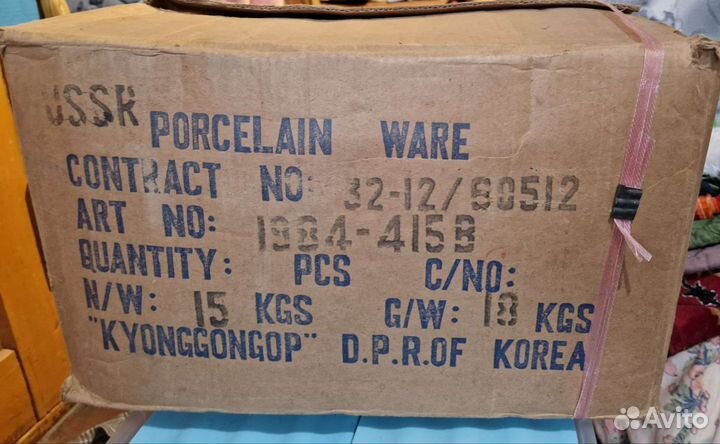 USSR
PORCELAIN WARE
CONTRACT NO: 32-12/80512
ART NO: 1984-415B
QUANTITY: PCS C/NO:
N/W: 15 KGS G/W: 18 KGS
"KYONGGONGOP" D.P.R.OF KOREA
Avito